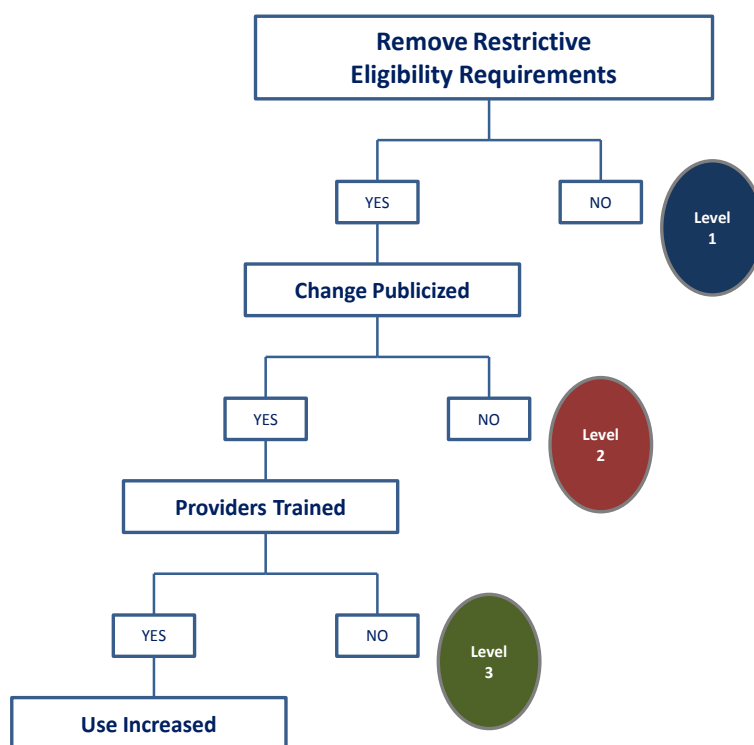 Remove Restrictive
Eligibility Requirements
YES
NO
Level
1
Change Publicized
YES
NO
Level
2
Providers Trained
YES
NO
Level
3
Use Increased